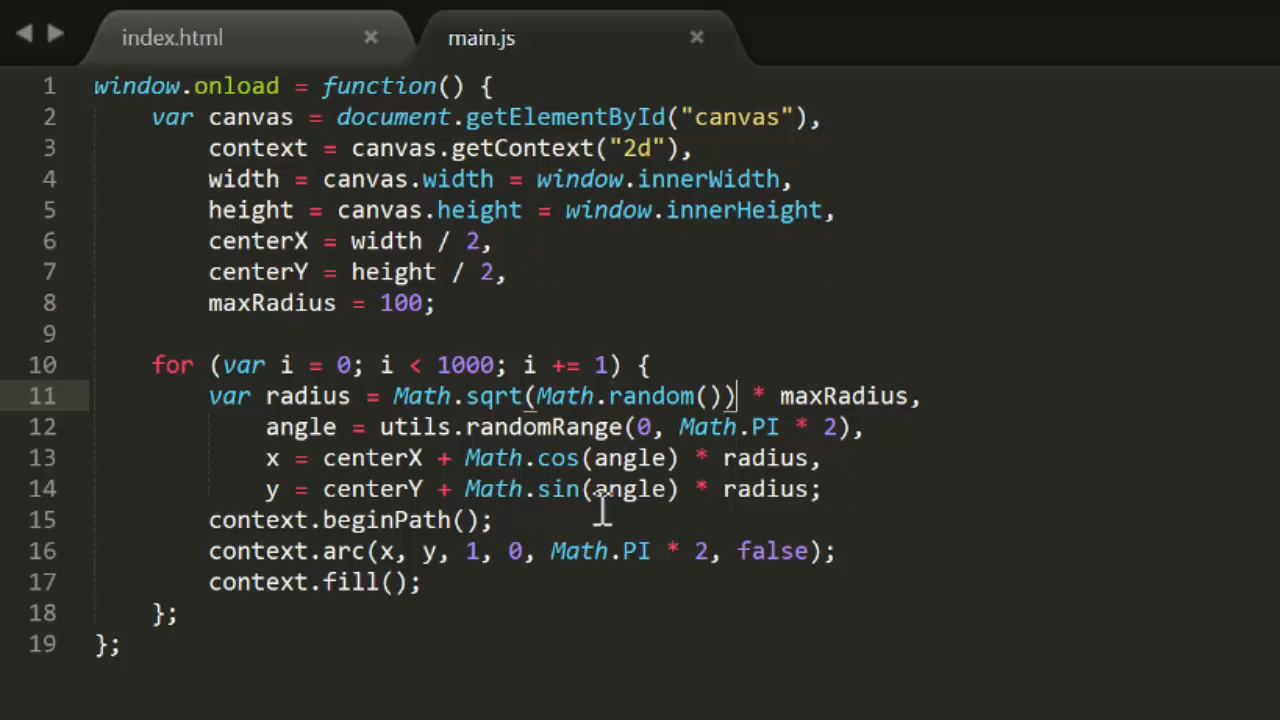 index.html × main.js ×
1 window.onload = function() {
2 var canvas = document.getElementById("canvas"),
3 context = canvas.getContext("2d"),
4 width = canvas.width = window.innerWidth,
5 height = canvas.height = window.innerHeight,
6 centerX = width / 2,
7 centerY = height / 2,
8 maxRadius = 100;
9
10 for (var i = 0; i < 1000; i += 1) {
11 var radius = Math.sqrt(Math.random()) * maxRadius,
12 angle = utils.randomRange(0, Math.PI * 2),
13 x = centerX + Math.cos(angle) * radius,
14 y = centerY + Math.sin(angle) * radius;
15 context.beginPath();
16 context.arc(x, y, 1, 0, Math.PI * 2, false);
17 context.fill();
18 };
19 };